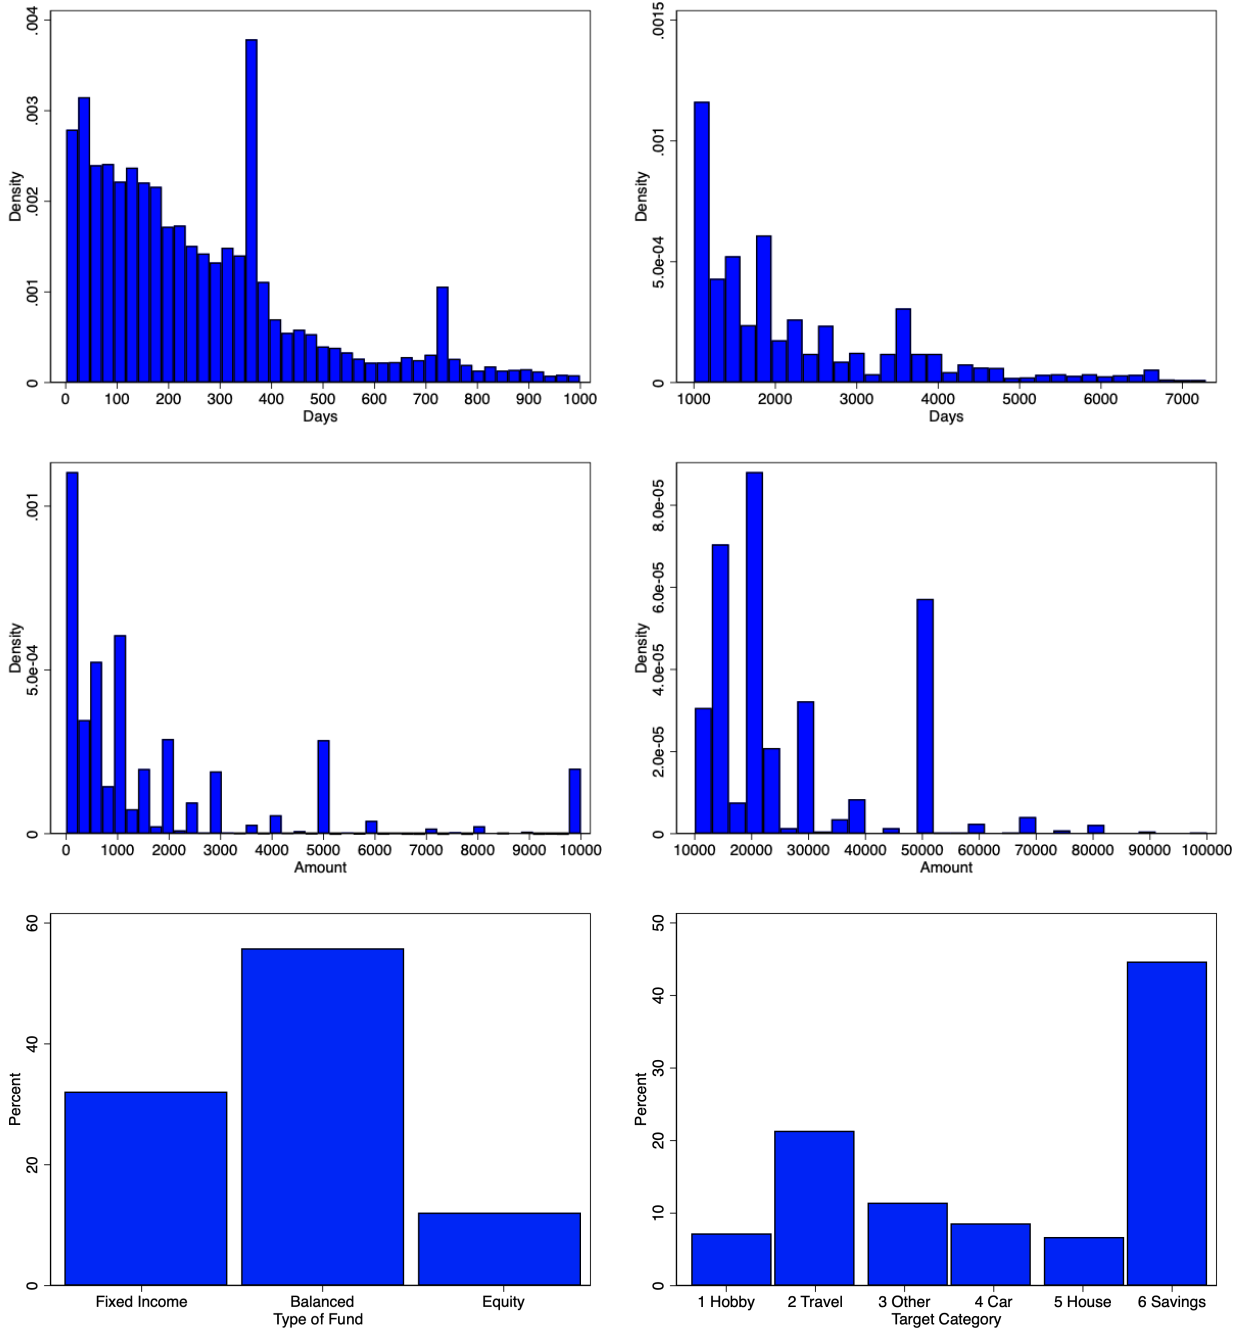 .004
.003
.002
.001
0
Density
0 100 200 300 400 500 600 700 800 900 1000
Days
.0015
.001
5.0e-04
0
Density
1000 2000 3000 4000 5000 6000 7000
Days
.001
5.0e-04
0
Density
0 1000 2000 3000 4000 5000 6000 7000 8000 9000 10000
Amount
8.0e-05
6.0e-05
4.0e-05
2.0e-05
0
Density
10000 20000 30000 40000 50000 60000 70000 80000 90000 100000
Amount
60
40
20
0
Percent
Fixed Income Balanced Equity
Type of Fund
50
40
30
20
10
0
Percent
1 Hobby 2 Travel 3 Other 4 Car 5 House 6 Savings
Target Category